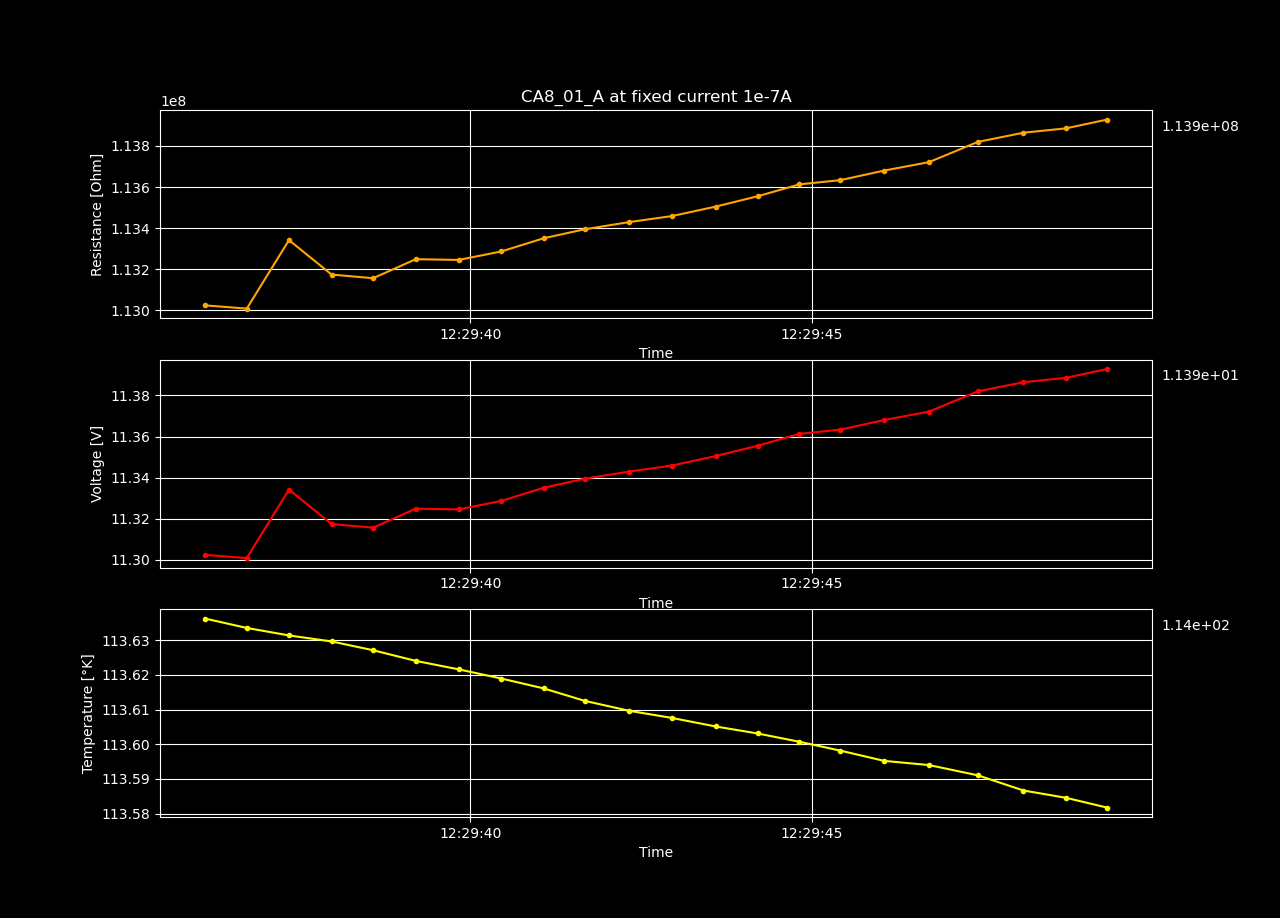 CA8_01_A at fixed current 1e-7A
1e8
1.139e+08
Resistance [Ohm]
1.138
1.136
1.134
1.132
1.130
12:29:40 12:29:45
Time
1.139e+01
Voltage [V]
11.38
11.36
11.34
11.32
11.30
12:29:40 12:29:45
Time
1.14e+02
Temperature [°K]
113.63
113.62
113.61
113.60
113.59
113.58
12:29:40 12:29:45
Time